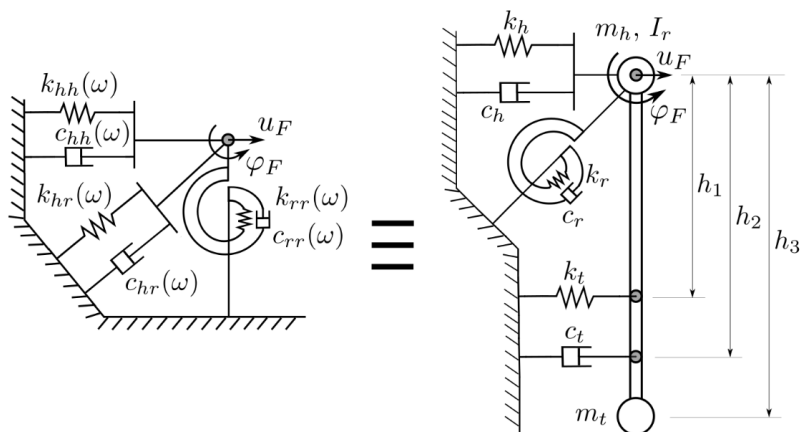 k_hh(ω)
c_hh(ω)
u_F
φ_F
k_hr(ω)
c_hr(ω)
k_rr(ω)
c_rr(ω)
=
k_h
c_h
m_h, I_r
u_F
φ_F
k_r
c_r
h_1
h_2
h_3
k_t
c_t
m_t